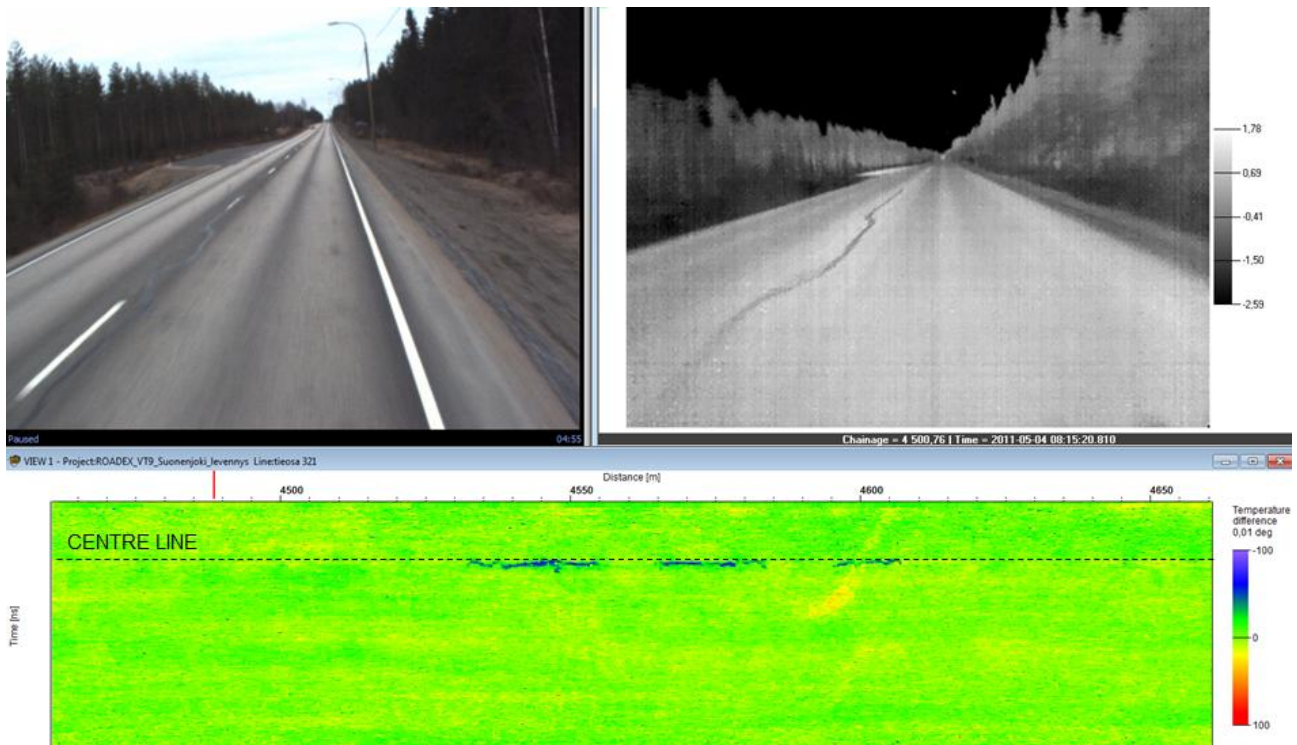 1,78
0,69
-0,41
-1,50
-2,59
Paused
04:55
Chainage = 4 500,76 | Time = 2011-05-04 08:15:20.810
VIEW 1 - Project:ROADEX_VT9_Suonenjoki_levennys Line:tieosa 321
Distance [m]
4500
4550
4600
4650
Temperature
difference
0,01 deg
-100
0
100
CENTRE LINE
Time [ns]